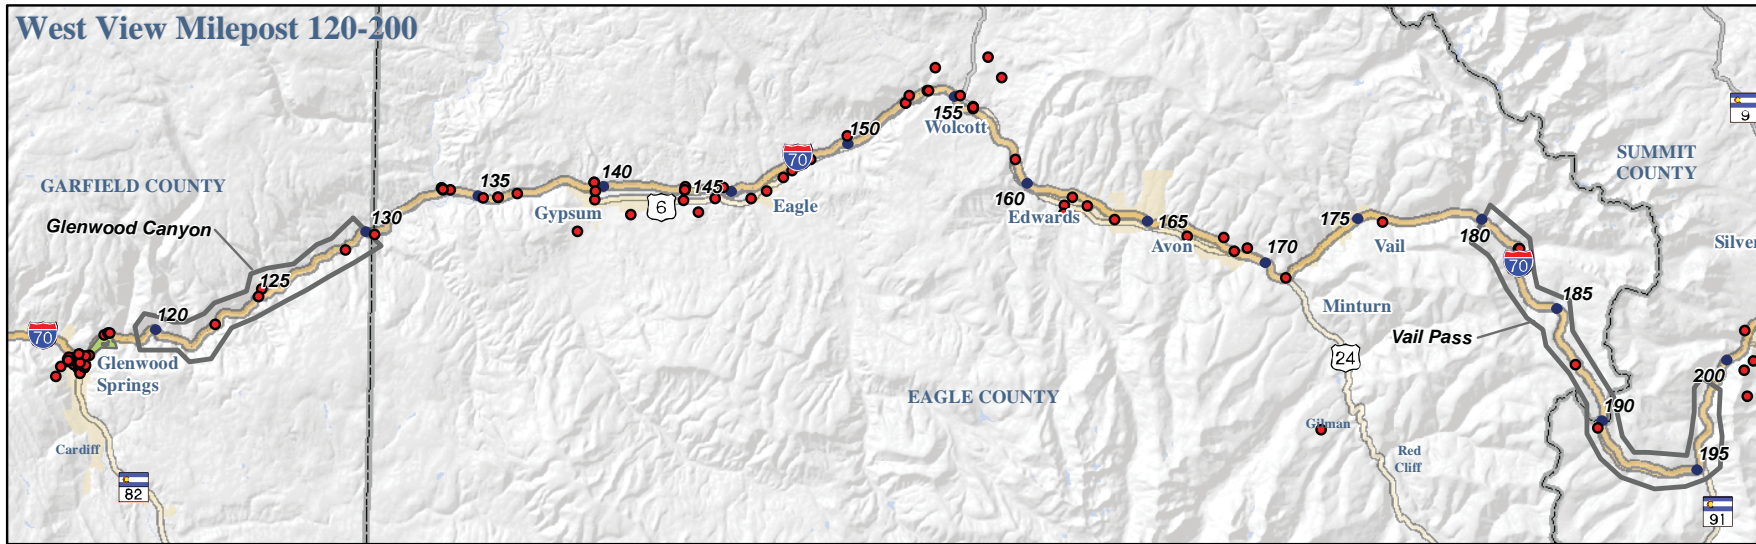 West View Milepost 120-200
GARFIELD COUNTY
Glenwood Canyon
130
125
120
70
Glenwood
Springs
Cardiff
82
135
140
Gypsum
6
145
Eagle
70
150
155
Wolcott
160
Edwards
165
Avon
170
EAGLE COUNTY
Minturn
24
Gilman
Red
Cliff
175
Vail
180
70
185
Vail Pass
190
195
200
91
SUMMIT
COUNTY
9
Silver